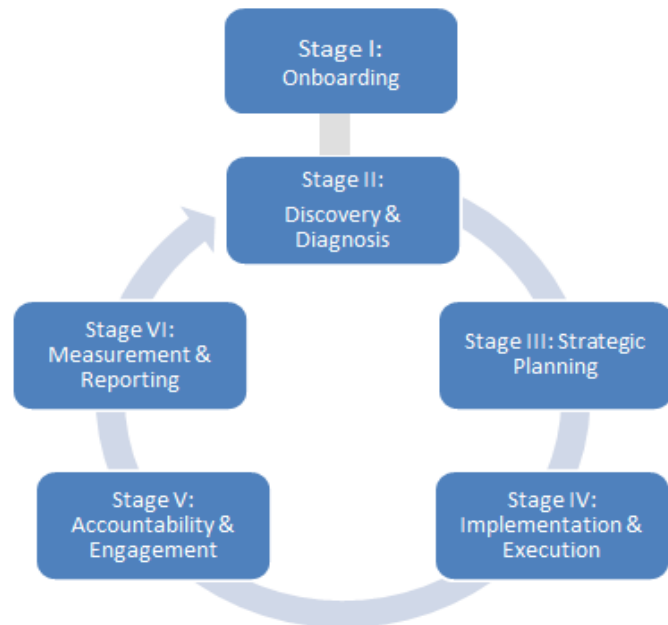 Stage I:
Onboarding
Stage II:
Discovery &
Diagnosis
Stage III: Strategic
Planning
Stage IV:
Implementation &
Execution
Stage V:
Accountability &
Engagement
Stage VI:
Measurement &
Reporting